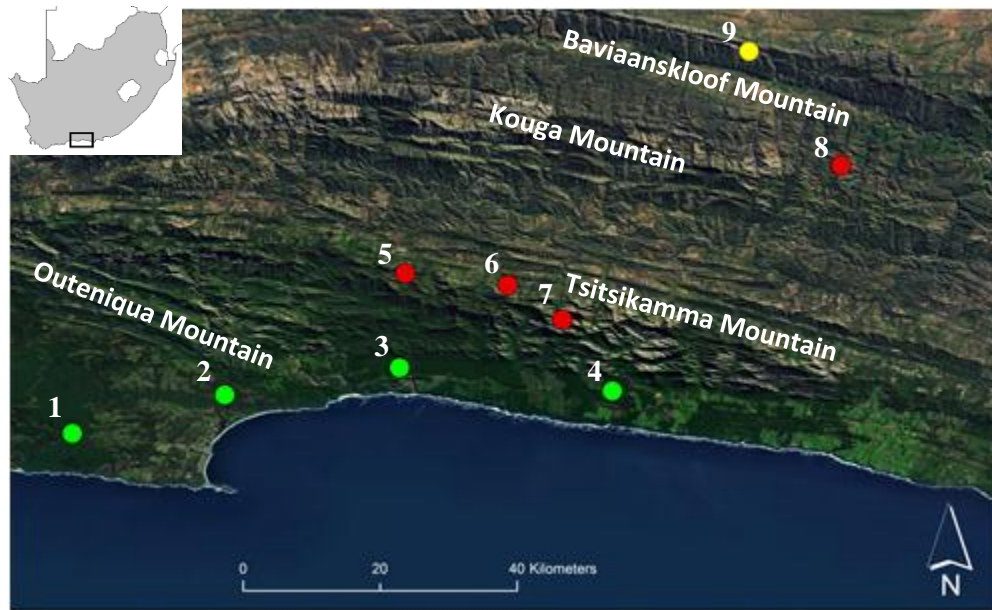 9
Baviaanskloof Mountain
Kouga Mountain
8
5
6
Tsitsikamma Mountain
7
Outeniqua Mountain
3
2
4
1
0
20
40 Kilometers
N